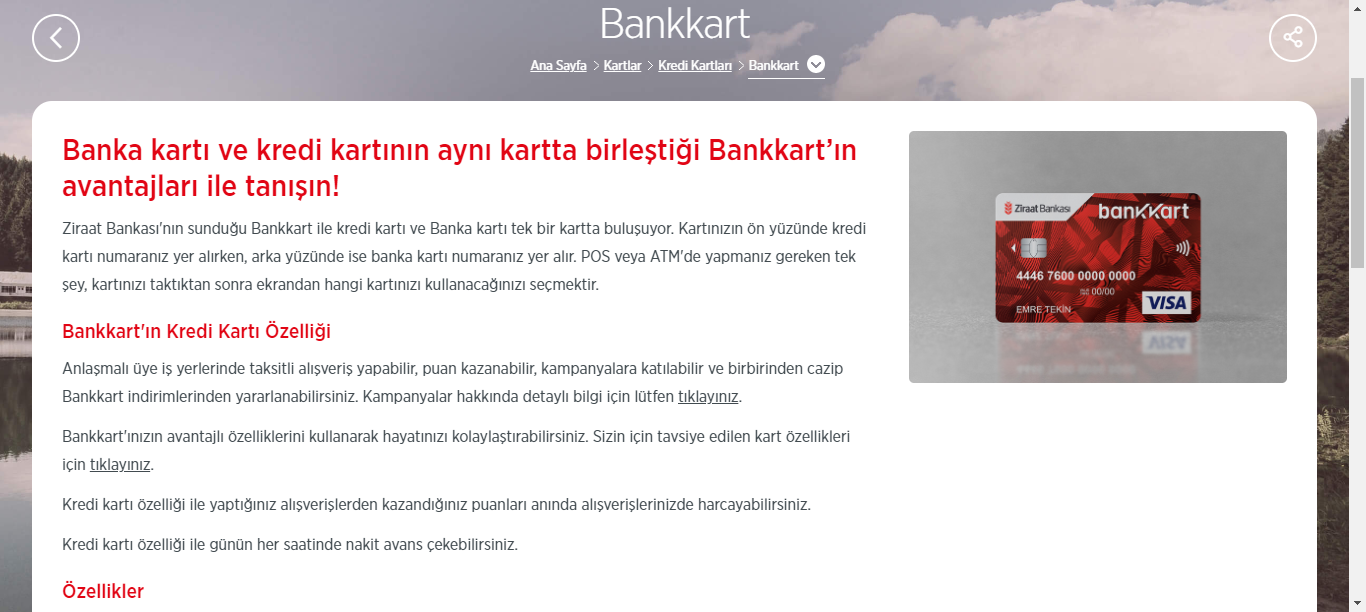 Bankkart
Ana Sayfa > Kartlar > Kredi Kartları > Bankkart
Banka kartı ve kredi kartının aynı kartta birleştiği Bankkart’ın
avantajları ile tanışın!
Ziraat Bankası'nın sunduğu Bankkart ile kredi kartı ve Banka kartı tek bir kartta buluşuyor. Kartınızın ön yüzünde kredi
kartı numaranız yer alırken, arka yüzünde ise banka kartı numaranız yer alır. POS veya ATM'de yapmanız gereken tek
şey, kartınızı taktıktan sonra ekrandan hangi kartınızı kullanacağınızı seçmektir.
Bankkart'ın Kredi Kartı Özelliği
Anlaşmalı üye iş yerlerinde taksitli alışveriş yapabilir, puan kazanabilir, kampanyalara katılabilir ve birbirinden cazip
Bankkart indirimlerinden yararlanabilirsiniz. Kampanyalar hakkında detaylı bilgi için lütfen tıklayınız.
Bankkart'ınızın avantajlı özelliklerini kullanarak hayatınızı kolaylaştırabilirsiniz. Sizin için tavsiye edilen kart özellikleri
için tıklayınız.
Kredi kartı özelliği ile yaptığınız alışverişlerden kazandığınız puanları anında alışverişlerinizde harcayabilirsiniz.
Kredi kartı özelliği ile günün her saatinde nakit avans çekebilirsiniz.
Özellikler
Ziraat Bankası
bankkart
4446 7600 0000 0000
00/00
EMRE TEKİN
VISA